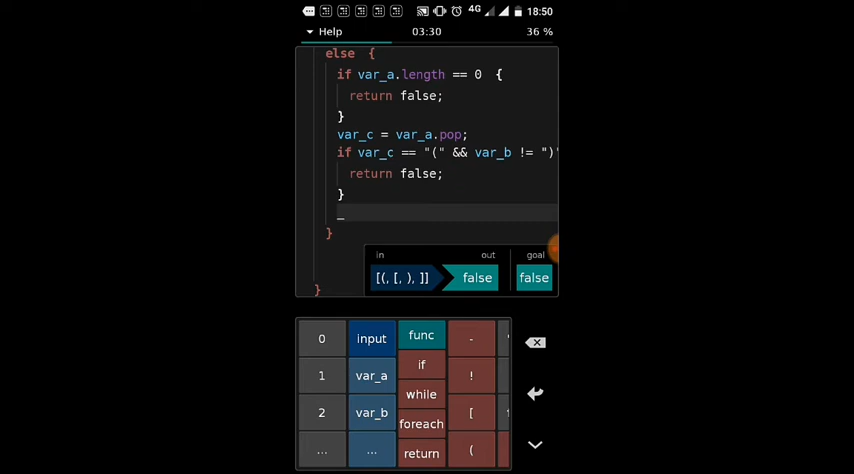 4G 18:50
Help 03:30 36 %
else {
if var_a.length == 0 {
return false;
}
var_c = var_a.pop;
if var_c == "(" && var_b != ")"
return false;
}
_
}
in out goal
[(, [, ), ]] false false
}
0 input func -
1 var_a if !
2 var_b while [
foreach
... ... return (